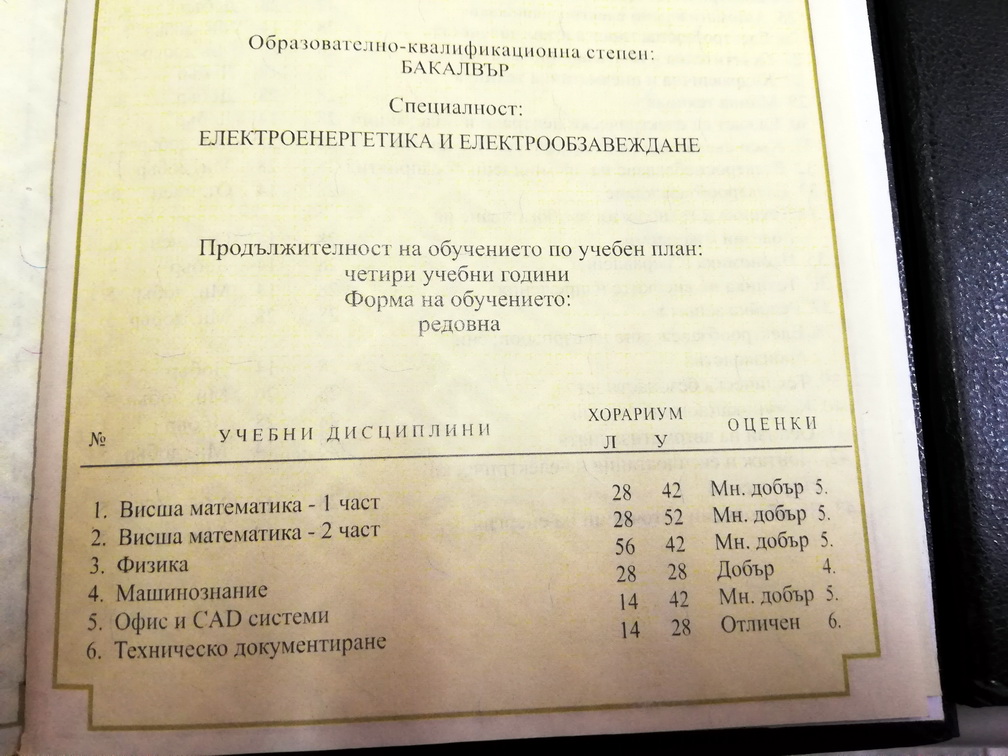 Образователно-квалификационна степен:
БАКАЛВЪР
Специалност:
ЕЛЕКТРОЕНЕРГЕТИКА И ЕЛЕКТРООБЗАВЕЖДАНЕ
Продължителност на обучението по учебен план:
четири учебни години
Форма на обучението:
редовна
№ УЧЕБНИ ДИСЦИПЛИНИ ХОРАРИУМ ОЦЕНКИ
Л У
1. Висша математика - 1 част 28 42 Мн. добър 5.
2. Висша математика - 2 част 28 52 Мн. добър 5.
3. Физика 56 42 Мн. добър 5.
4. Машинознание 28 28 Добър 4.
5. Офис и CAD системи 14 42 Мн. добър 5.
6. Техническо документиране 14 28 Отличен 6.